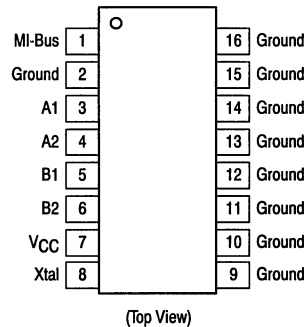 MI-Bus 1 16 Ground
Ground 2 15 Ground
A1 3 14 Ground
A2 4 13 Ground
B1 5 12 Ground
B2 6 11 Ground
VCC 7 10 Ground
Xtal 8 9 Ground
(Top View)